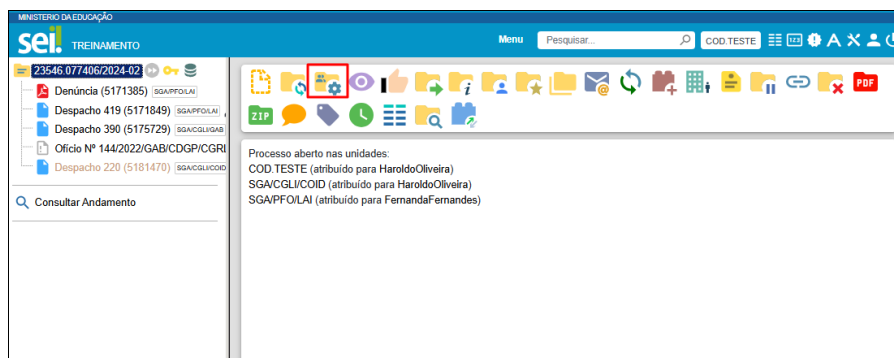 MINISTERIO DA EDUCAÇÃO
sei! TREINAMENTO
Menu Pesquisar... COD.TESTE 123
23546.077406/2024-02
Denúncia (5171385) SGA/PFO/LAI
Despacho 419 (5171849) SGA/PFO/LAI
Despacho 390 (5175729) SGA/CGLI/GAB
Ofício Nº 144/2022/GAB/CDGP/CGRL
Despacho 220 (5181470) SGA/CGLI/COID
Consultar Andamento
PDF
ZIP
Processo aberto nas unidades:
COD.TESTE (atribuído para HaroldoOliveira)
SGA/CGLI/COID (atribuído para HaroldoOliveira)
SGA/PFO/LAI (atribuído para FernandaFernandes)